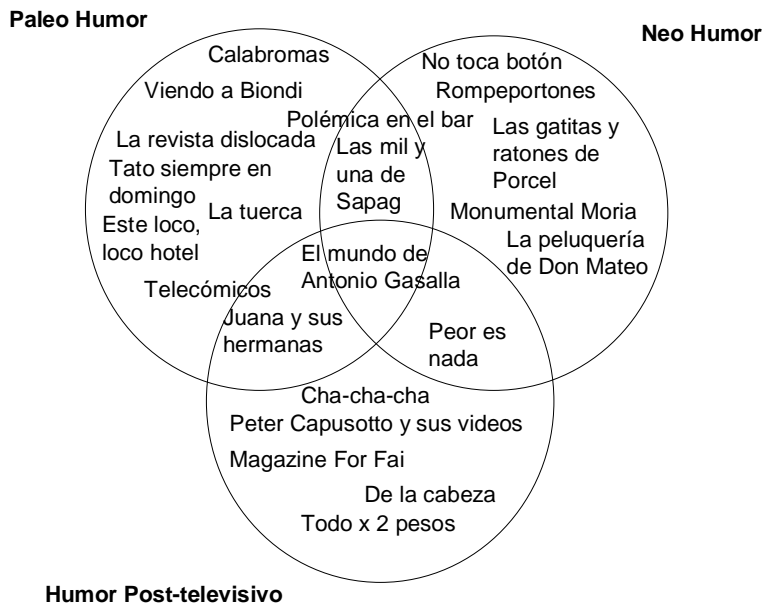 Paleo Humor
Neo Humor
Calabromas
No toca botón
Viendo a Biondi
Rompeportones
Polémica en el bar
Las gatitas y
ratones de
Porcel
La revista dislocada
Las mil y
una de
Sapag
Tato siempre en
domingo
La tuerca
Monumental Moria
Este loco,
loco hotel
La peluquería
de Don Mateo
El mundo de
Antonio Gasalla
Telecómicos
Juana y sus
hermanas
Peor es
nada
Cha-cha-cha
Peter Capusotto y sus videos
Magazine For Fai
De la cabeza
Todo x 2 pesos
Humor Post-televisivo